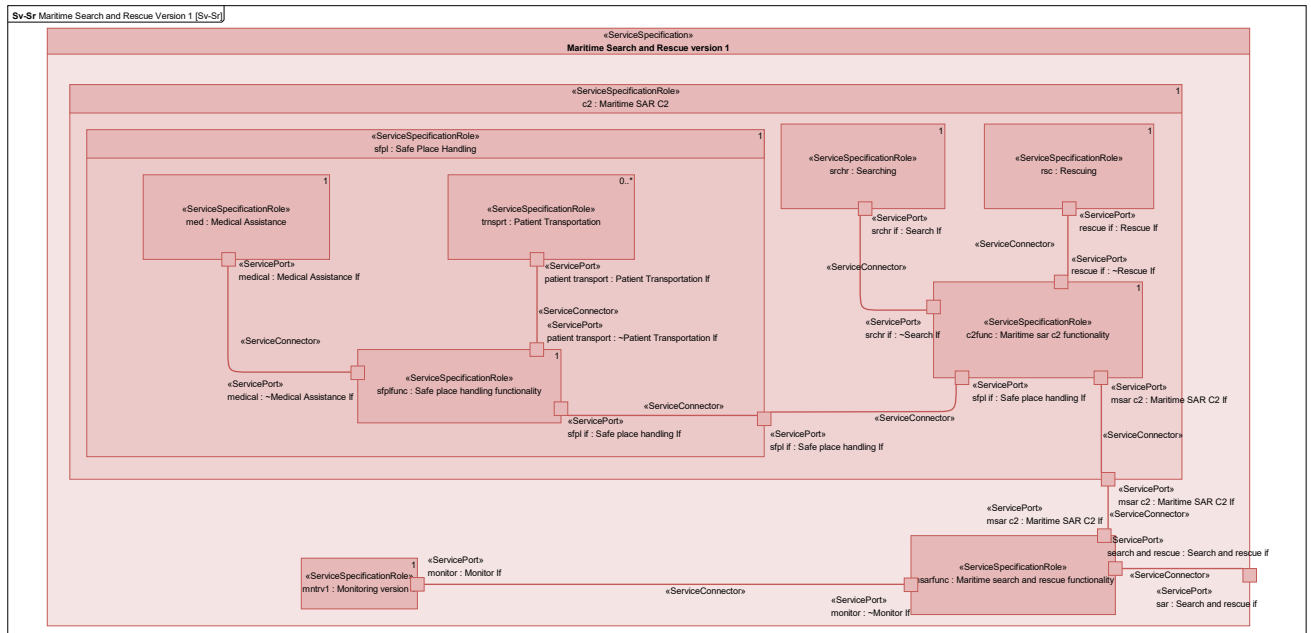 Sv-Sr Maritime Search and Rescue Version 1 [Sv-Sr]
«ServiceSpecification»
Maritime Search and Rescue version 1
«ServiceSpecificationRole»
c2 : Maritime SAR C2
1
«ServiceSpecificationRole»
sfpl : Safe Place Handling
1
1
«ServiceSpecificationRole»
srchr : Searching
1
«ServiceSpecificationRole»
rsc : Rescuing
1
«ServiceSpecificationRole»
med : Medical Assistance
0..*
«ServiceSpecificationRole»
trnsprt : Patient Transportation
«ServicePort»
srchr if : Search If
«ServicePort»
rescue if : Rescue If
«ServiceConnector»
«ServiceConnector»
«ServicePort»
rescue if : ~Rescue If
«ServicePort»
medical : Medical Assistance If
«ServicePort»
patient transport : Patient Transportation If
«ServiceConnector»
«ServicePort»
patient transport : ~Patient Transportation If
1
«ServiceSpecificationRole»
c2func : Maritime sar c2 functionality
«ServicePort»
srchr if : ~Search If
«ServiceConnector»
1
«ServiceSpecificationRole»
sfplfunc : Safe place handling functionality
«ServicePort»
medical : ~Medical Assistance If
«ServicePort»
sfpl if : Safe place handling If
«ServicePort»
msar c2 : Maritime SAR C2 If
«ServiceConnector»
«ServiceConnector»
«ServicePort»
sfpl if : Safe place handling If
«ServicePort»
sfpl if : Safe place handling If
«ServiceConnector»
«ServicePort»
msar c2 : Maritime SAR C2 If
«ServicePort»
msar c2 : Maritime SAR C2 If
«ServiceConnector»
«ServicePort»
search and rescue : Search and rescue if
1
«ServiceSpecificationRole»
mntrv1 : Monitoring version
«ServicePort»
monitor : Monitor If
«ServiceConnector»
«ServicePort»
monitor : ~Monitor If
«ServiceSpecificationRole»
sarfunc : Maritime search and rescue functionality
«ServiceConnector»
«ServicePort»
sar : Search and rescue if